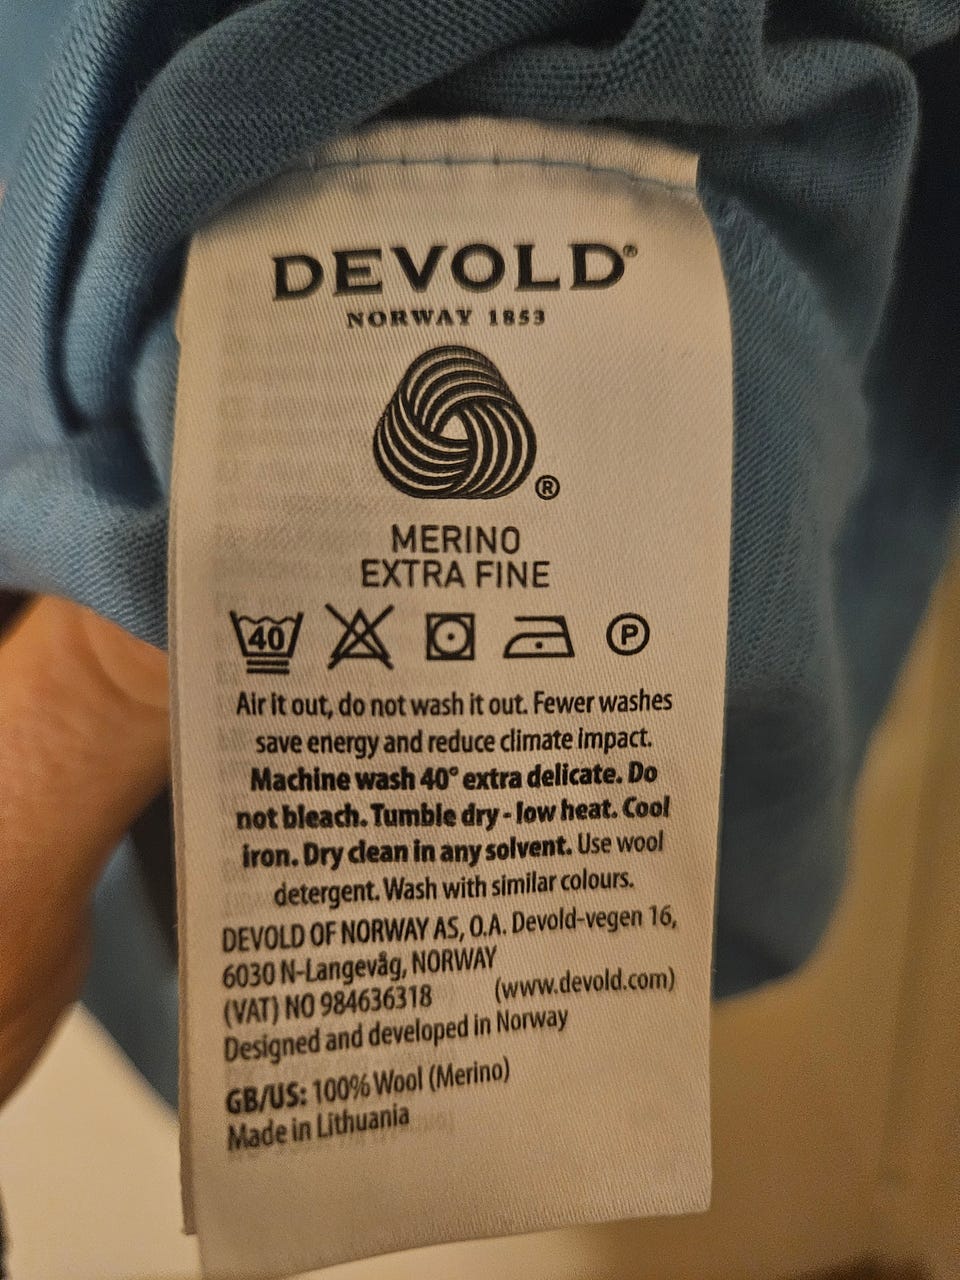 DEVOLD®
NORWAY 1853
®
MERINO
EXTRA FINE
40 P
Air it out, do not wash it out. Fewer washes
save energy and reduce climate impact.
Machine wash 40° extra delicate. Do
not bleach. Tumble dry - low heat. Cool
iron. Dry clean in any solvent. Use wool
detergent. Wash with similar colours.
DEVOLD OF NORWAY AS, O.A. Devold-vegen 16,
6030 N-Langevåg, NORWAY
(VAT) NO 984636318 (www.devold.com)
Designed and developed in Norway
GB/US: 100% Wool (Merino)
Made in Lithuania